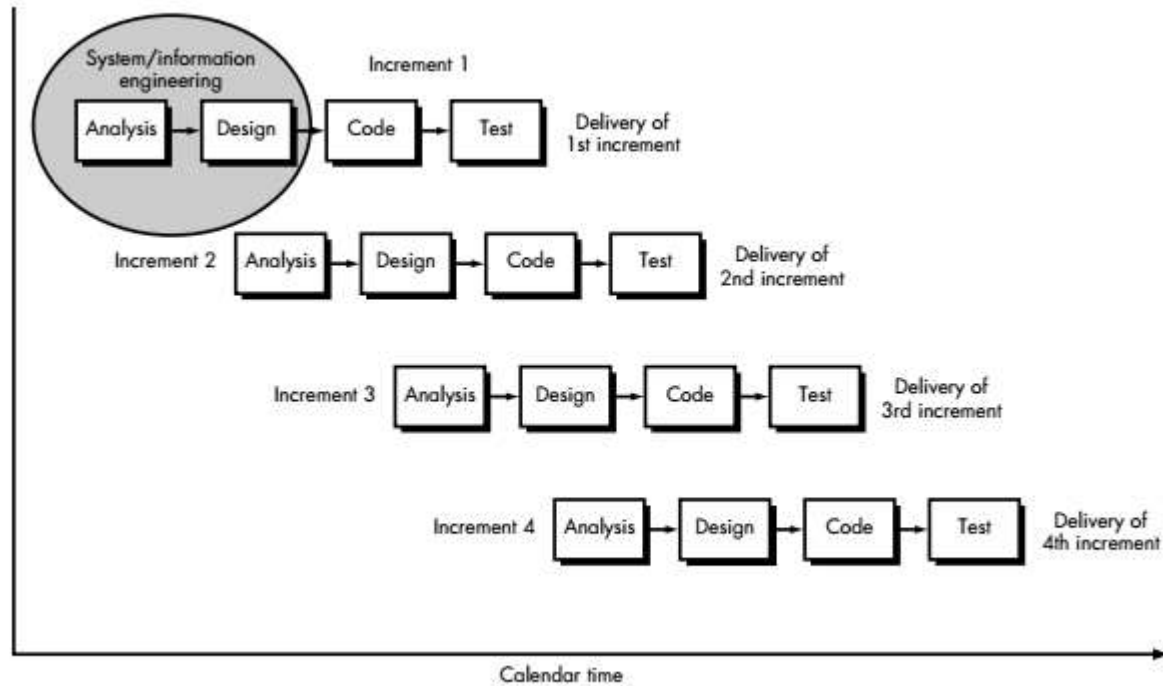 System/information
engineering
Increment 1
Analysis
Design
Code
Test
Delivery of
1st increment
Increment 2
Analysis
Design
Code
Test
Delivery of
2nd increment
Increment 3
Analysis
Design
Code
Test
Delivery of
3rd increment
Increment 4
Analysis
Design
Code
Test
Delivery of
4th increment
Calendar time